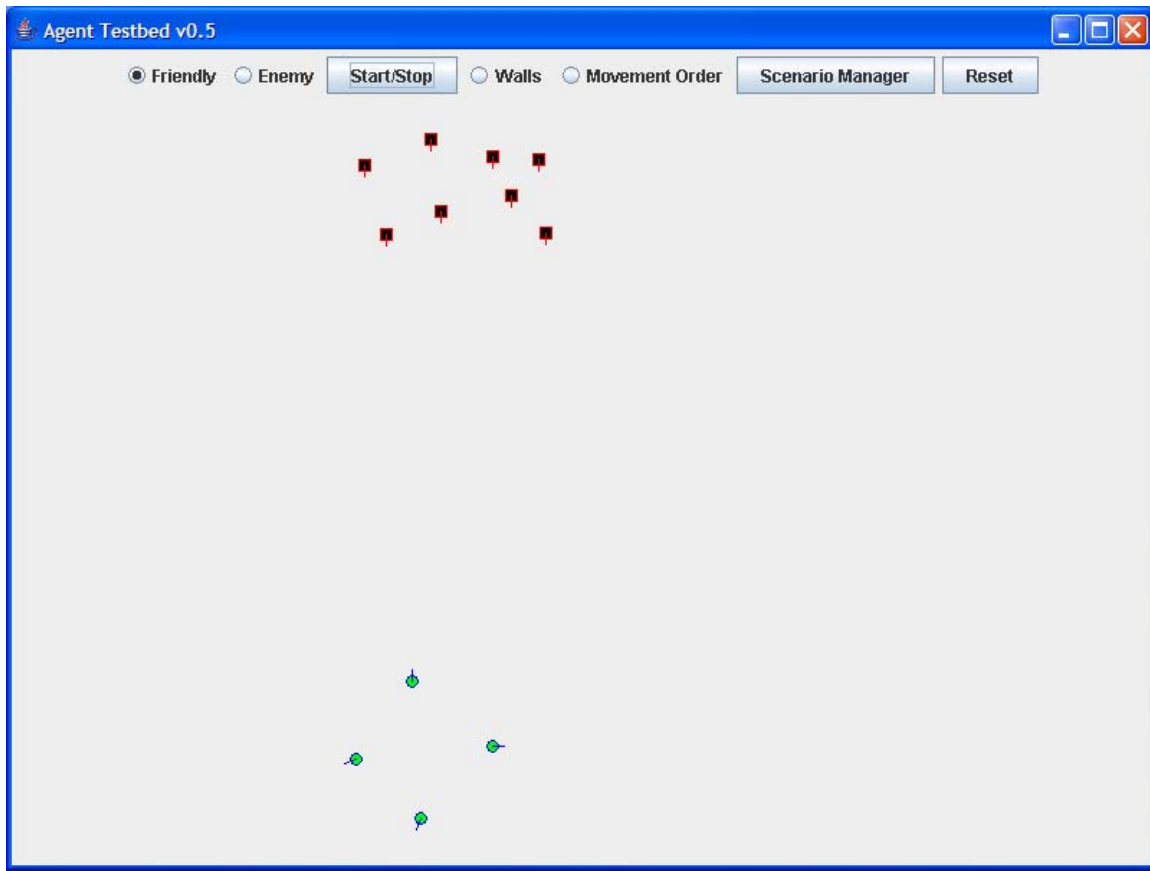 Agent Testbed v0.5
Friendly Enemy Start/Stop Walls Movement Order Scenario Manager Reset